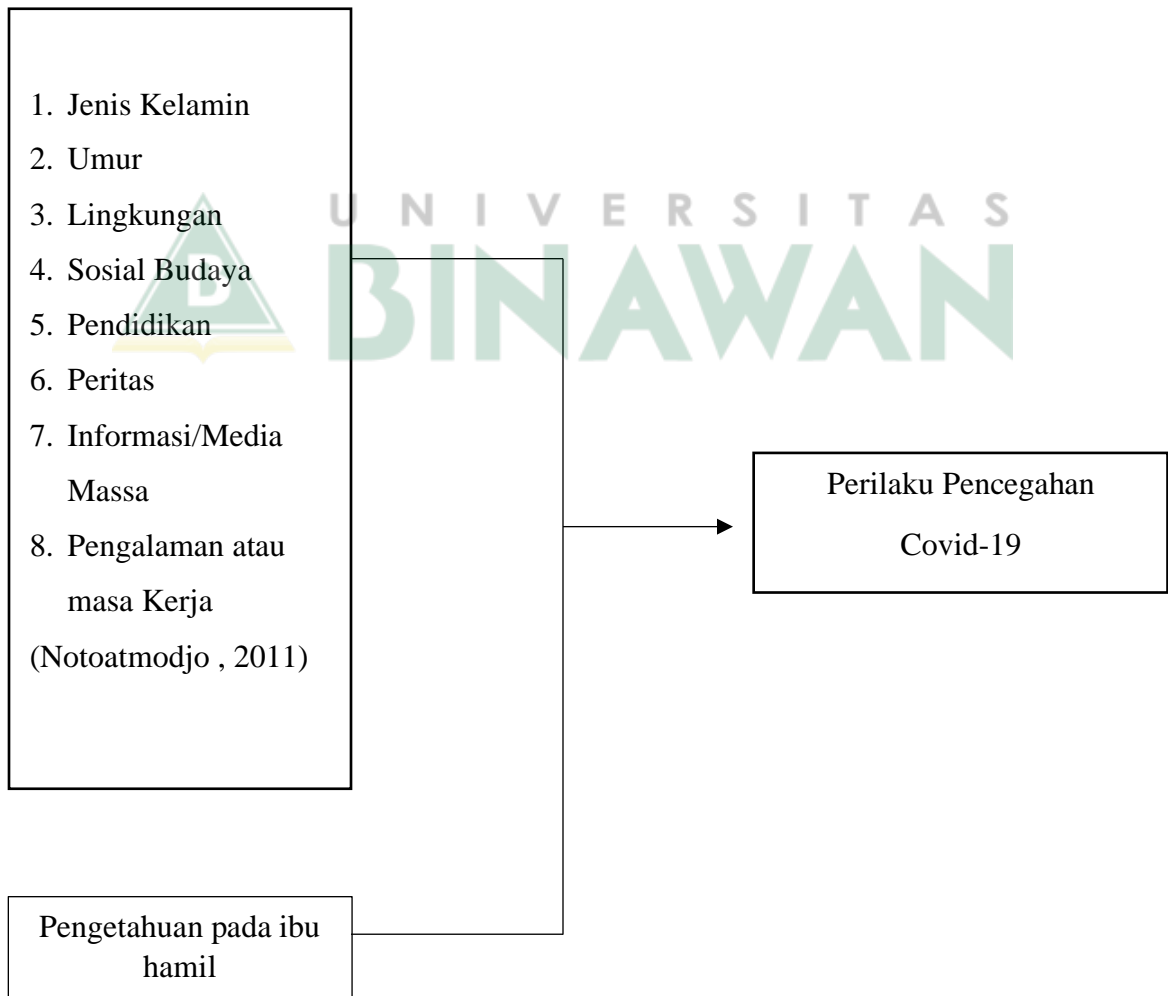 1. Jenis Kelamin
2. Umur
3. Lingkungan
4. Sosial Budaya
5. Pendidikan
6. Peritas
7. Informasi/Media
Massa
8. Pengalaman atau
masa Kerja
(Notoatmodjo , 2011)
UNIVERSITAS
BINAWAN
Perilaku Pencegahan
Covid-19
Pengetahuan pada ibu
hamil